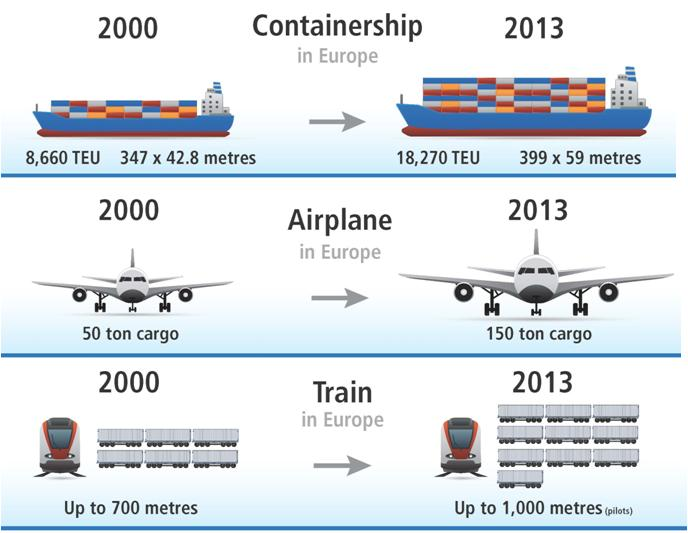 2000
Containership
in Europe
2013
8,660 TEU 347 x 42.8 metres
18,270 TEU 399 x 59 metres
2000
Airplane
in Europe
2013
50 ton cargo
150 ton cargo
2000
Train
in Europe
2013
Up to 700 metres
Up to 1,000 metres (pilots)